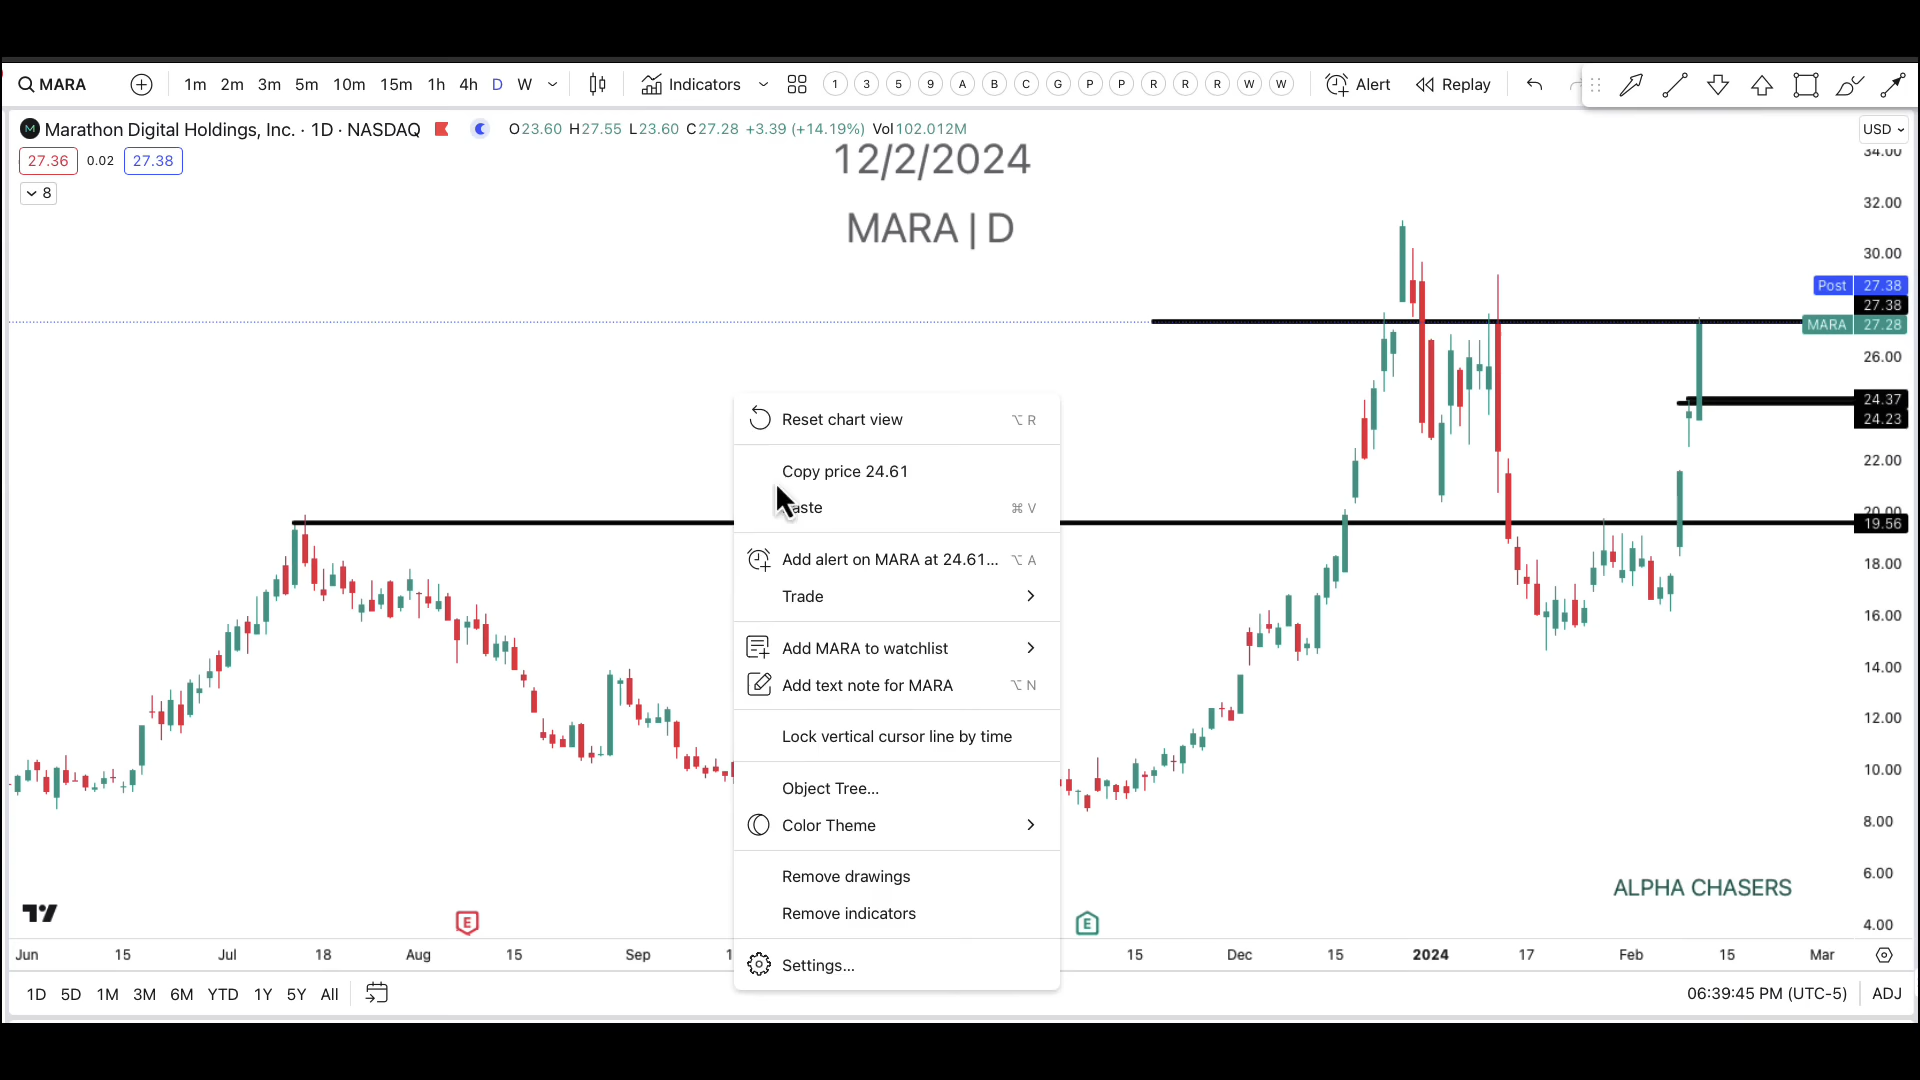 MARA 1m 2m 3m 5m 10m 15m 1h 4h D W Indicators 1 3 5 9 A B C G P P R R R W W Alert Replay
M Marathon Digital Holdings, Inc. · 1D · NASDAQ O23.60 H27.55 L23.60 C27.28 +3.39 (+14.19%) Vol102.012M USD
27.36 0.02 27.38
8
12/2/2024
MARA | D
34.00
32.00
30.00
Post 27.38
27.38
MARA 27.28
26.00
24.37
24.23
22.00
20.00
19.56
18.00
16.00
14.00
12.00
10.00
8.00
6.00
4.00
Reset chart view ⌥ R
Copy price 24.61
aste ⌘ V
Add alert on MARA at 24.61... ⌥ A
Trade
Add MARA to watchlist
Add text note for MARA ⌥ N
Lock vertical cursor line by time
Object Tree...
Color Theme
Remove drawings
Remove indicators
Settings...
ALPHA CHASERS
E E
Jun 15 Jul 18 Aug 15 Sep 1 15 Dec 15 2024 17 Feb 15 Mar
1D 5D 1M 3M 6M YTD 1Y 5Y All 06:39:45 PM (UTC-5) ADJ